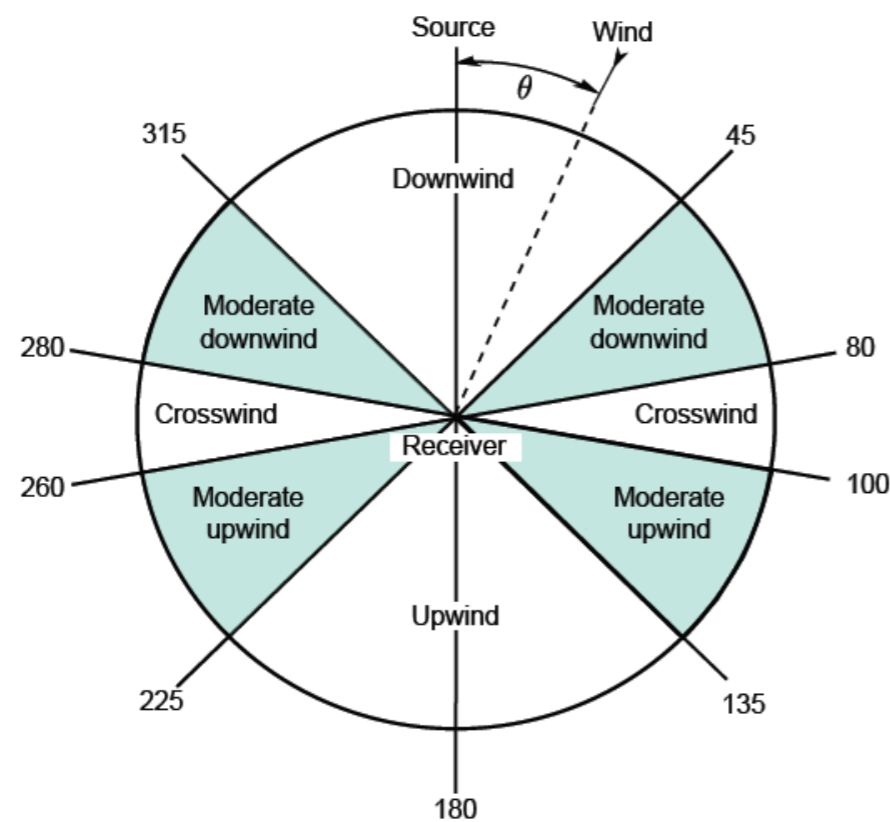 Source
Wind
θ
315
45
Downwind
Moderate
downwind
Moderate
downwind
280
80
Crosswind
Crosswind
Receiver
260
100
Moderate
upwind
Moderate
upwind
Upwind
225
135
180